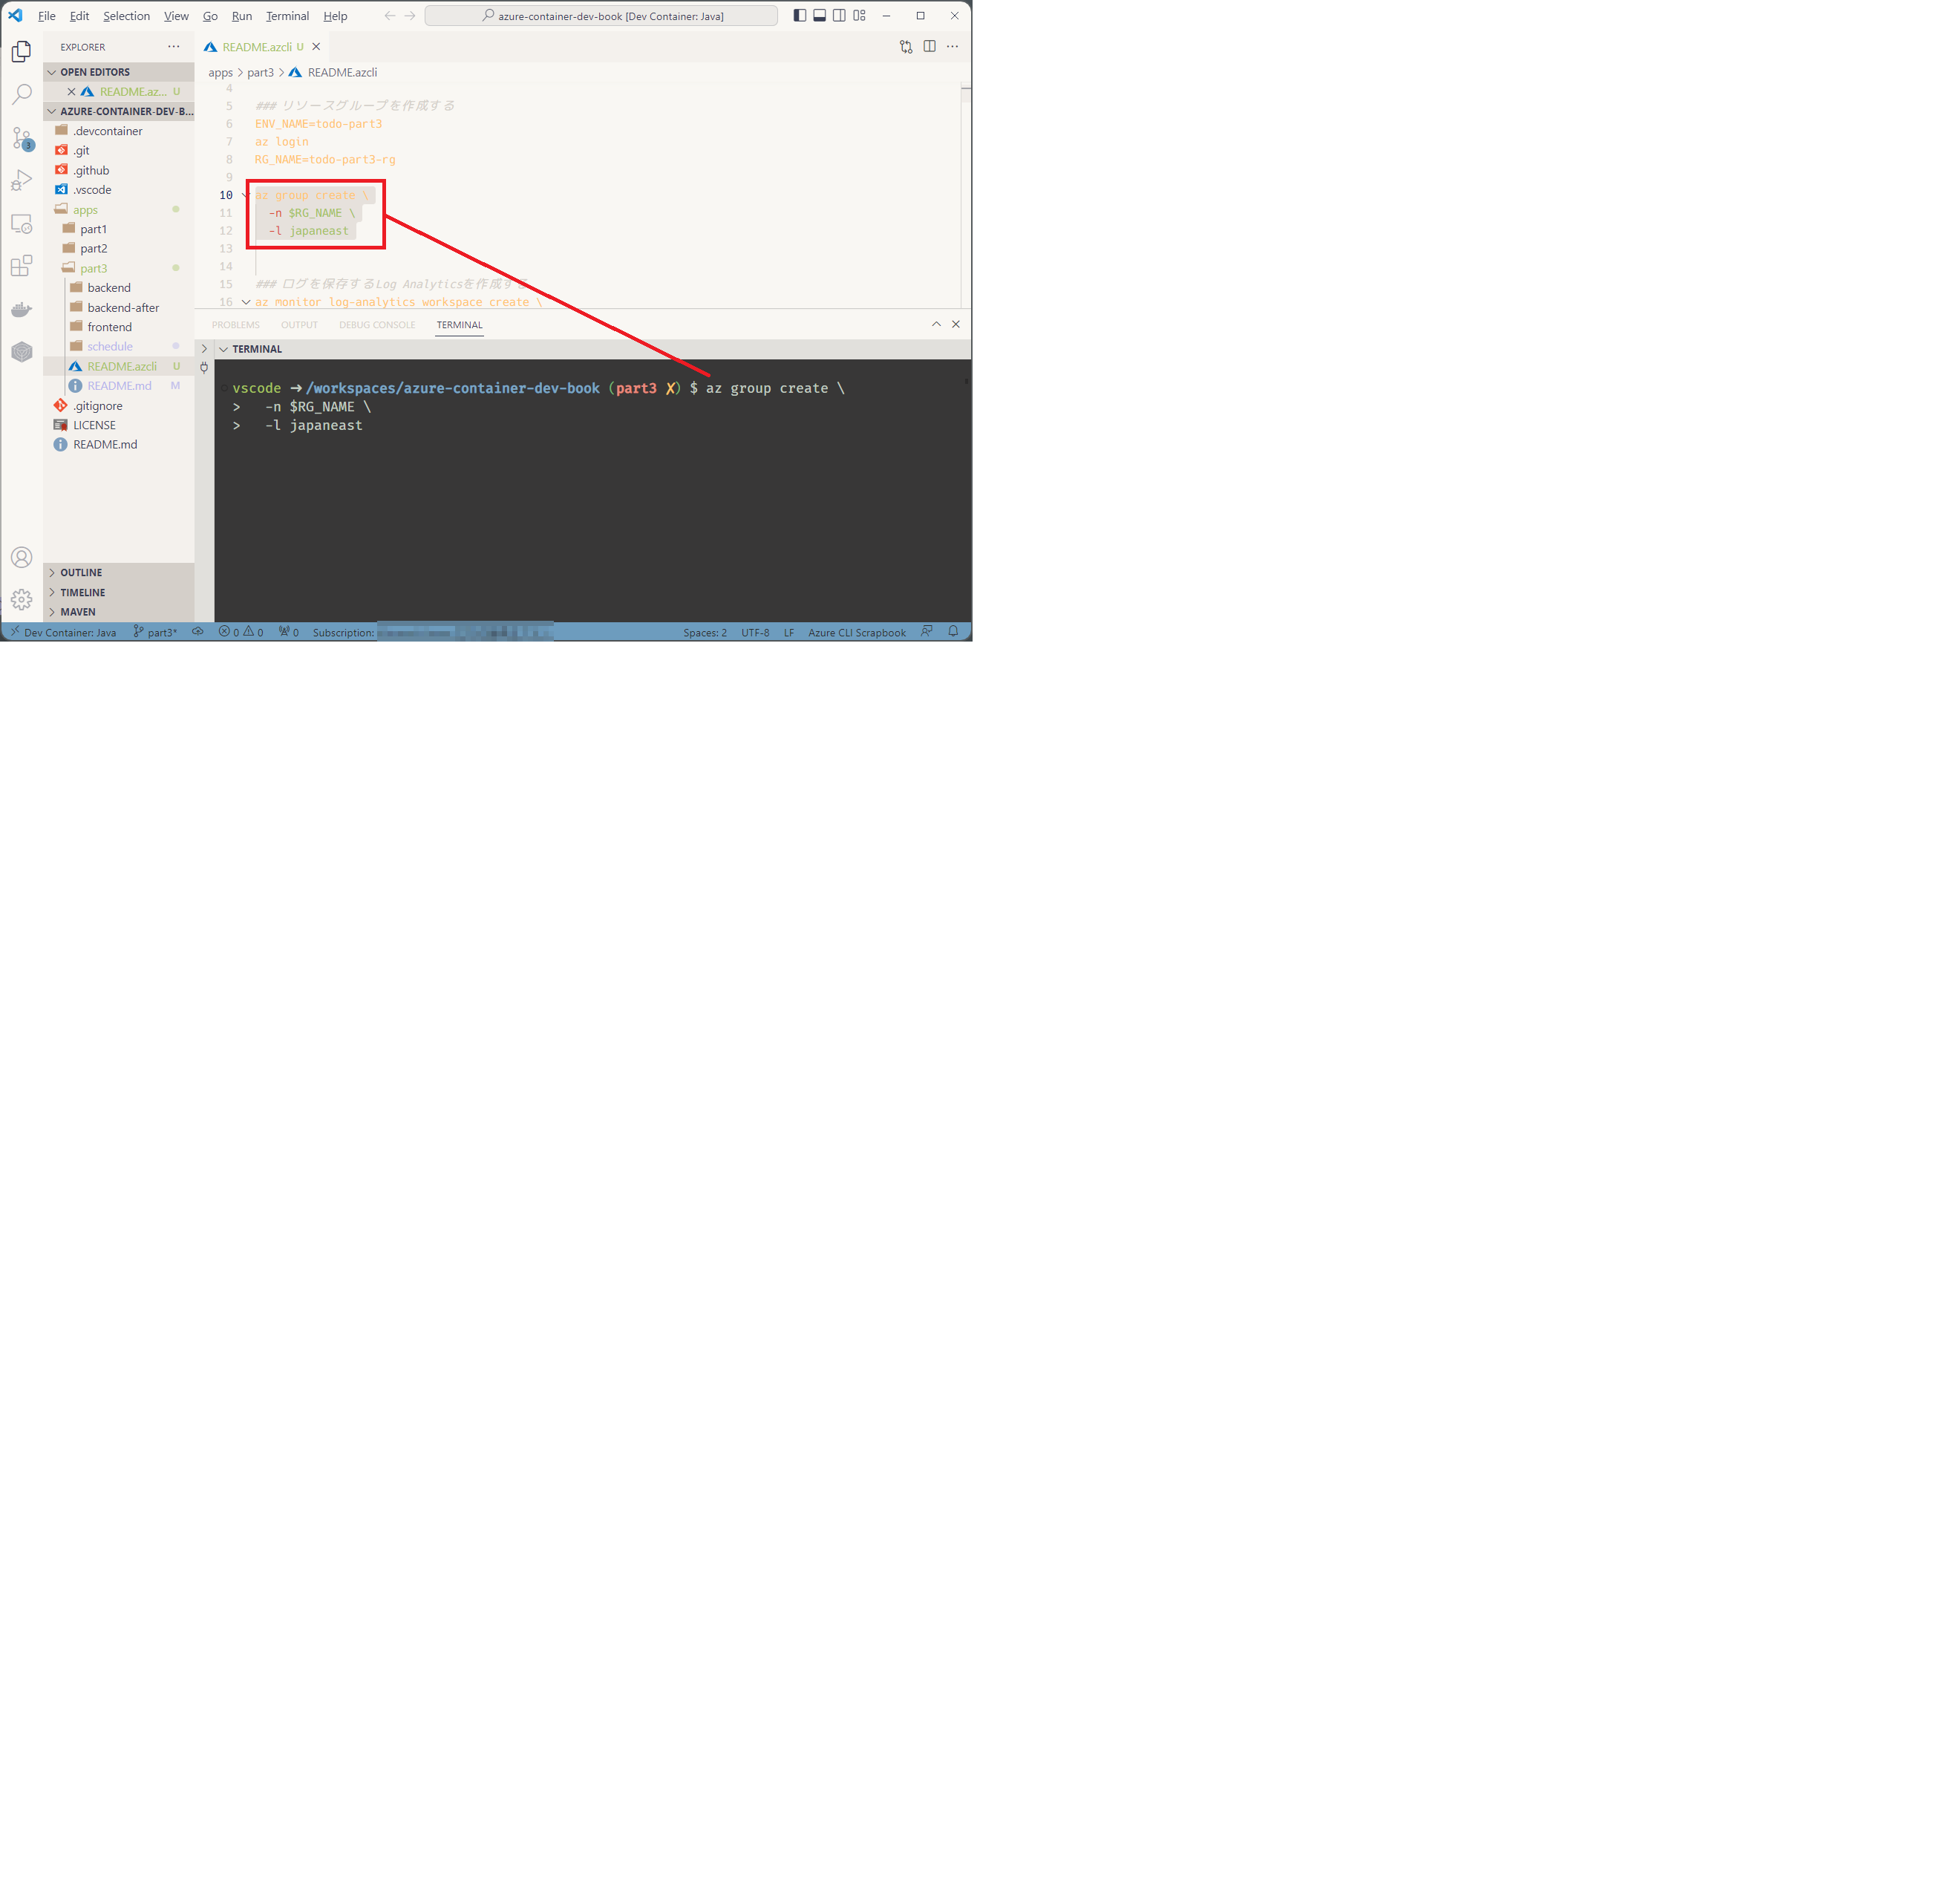 File Edit Selection View Go Run Terminal Help
azure-container-dev-book [Dev Container: Java]
EXPLORER
OPEN EDITORS
README.az... U
AZURE-CONTAINER-DEV-B...
.devcontainer
.git
.github
.vscode
apps
part1
part2
part3
backend
backend-after
frontend
schedule
README.azcli U
README.md M
.gitignore
LICENSE
README.md
OUTLINE
TIMELINE
MAVEN
3
README.azcli U
apps > part3 > README.azcli
4
5 ### リソースグループを作成する
6 ENV_NAME=todo-part3
7 az login
8 RG_NAME=todo-part3-rg
9
10 az group create \
11 -n $RG_NAME \
12 -l japaneast
13
14
15 ### ログを保存するLog Analyticsを作成する
16 az monitor log-analytics workspace create \
PROBLEMS OUTPUT DEBUG CONSOLE TERMINAL
TERMINAL
vscode ➜ /workspaces/azure-container-dev-book (part3 ✗) $ az group create \
> -n $RG_NAME \
> -l japaneast
Dev Container: Java part3* 0 0 0 Subscription: Spaces: 2 UTF-8 LF Azure CLI Scrapbook